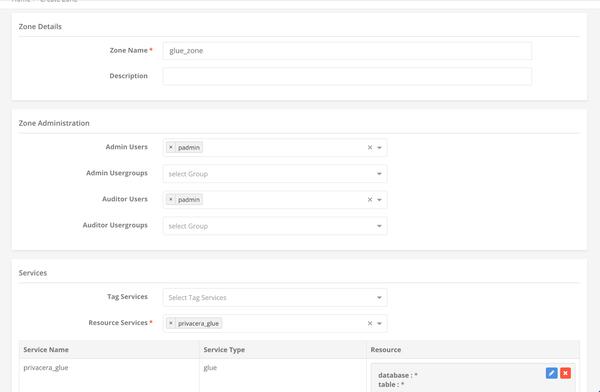 Home > Create Zone
Zone Details
Zone Name *
glue_zone
Description
Zone Administration
Admin Users
× padmin
Admin Usergroups
select Group
Auditor Users
× padmin
Auditor Usergroups
select Group
Services
Tag Services
Select Tag Services
Resource Services *
× privacera_glue
Service Name Service Type Resource
privacera_glue glue
database : *
table : *